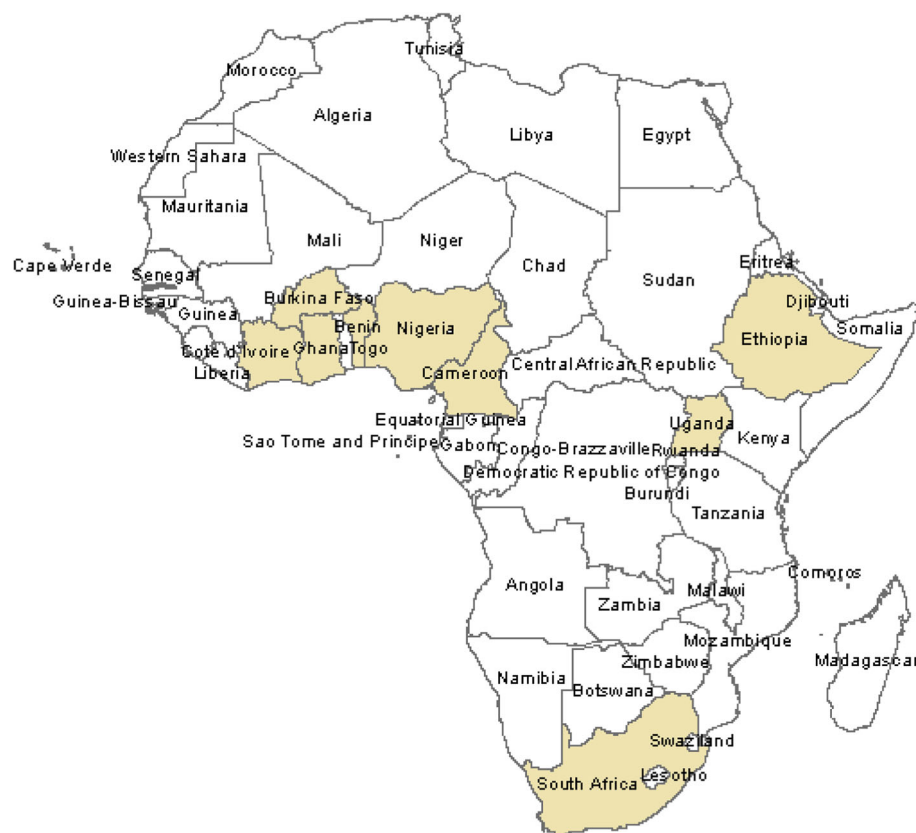 Tunisia
Morocco
Algeria
Libya
Egypt
Western Sahara
Mauritania
Mali
Niger
Chad
Sudan
Cape Verde
Senegal
Eritrea
Guinea-Bissau
Guinea
Burkina Faso
Djibouti
Benin
Nigeria
Somalia
Cote d'Ivoire
Ghana
Togo
Ethiopia
Liberia
Cameroon
Central African Republic
Equatorial Guinea
Uganda
Sao Tome and Principe
Gabon
Congo-Brazzaville
Rwanda
Kenya
Democratic Republic of Congo
Burundi
Tanzania
Angola
Zambia
Malawi
Comoros
Mozambique
Zimbabwe
Madagascar
Namibia
Botswana
Swaziland
South Africa
Lesotho